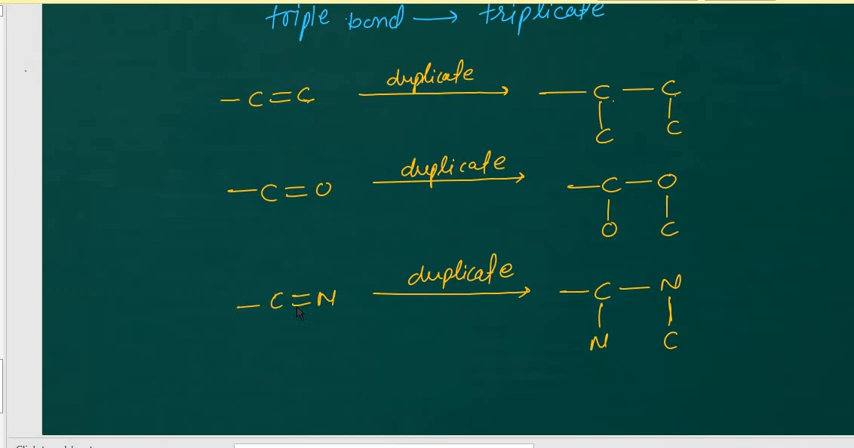 triple bond → triplicate
duplicate
-C=C → — C — C
C C
duplicate
-C=O → -C-O
O C
duplicate
-C=N → -C-N
N C